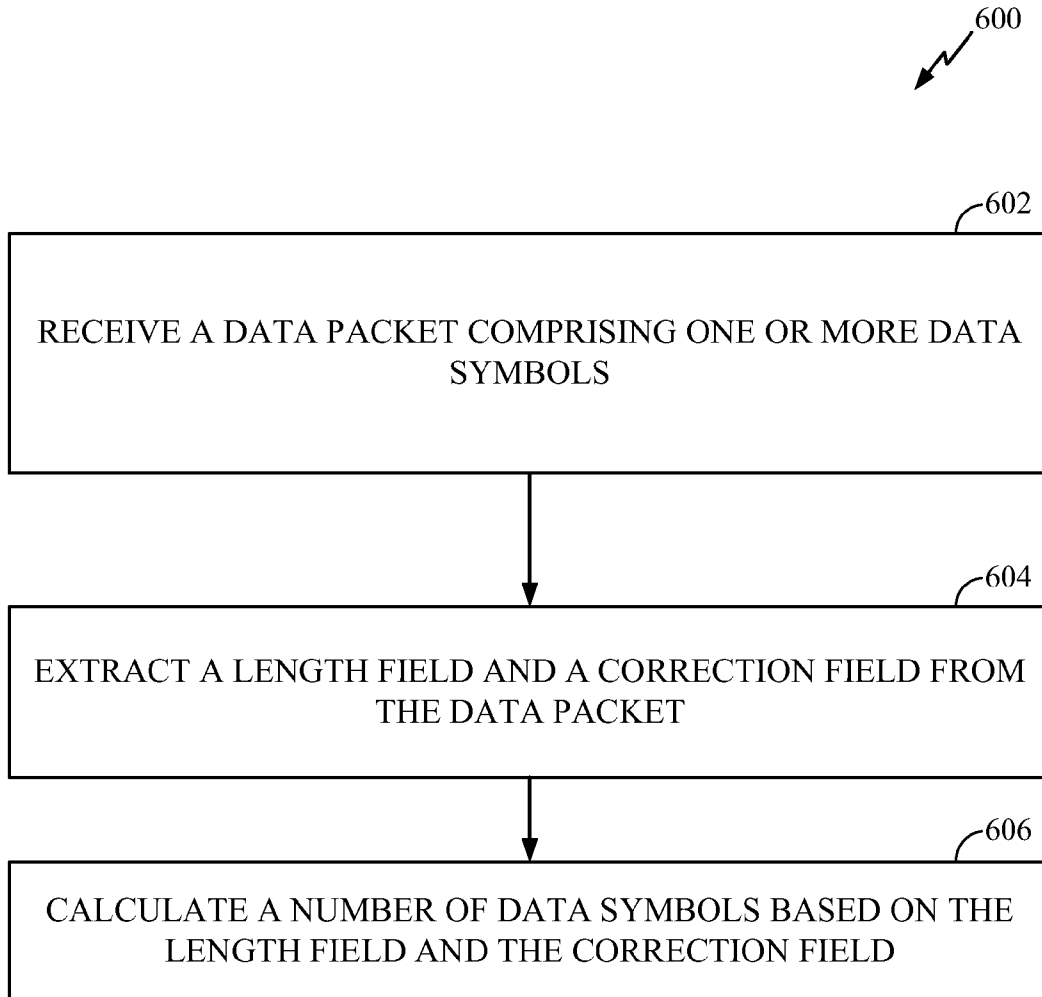 600
602
RECEIVE A DATA PACKET COMPRISING ONE OR MORE DATA
SYMBOLS
604
EXTRACT A LENGTH FIELD AND A CORRECTION FIELD FROM
THE DATA PACKET
606
CALCULATE A NUMBER OF DATA SYMBOLS BASED ON THE
LENGTH FIELD AND THE CORRECTION FIELD